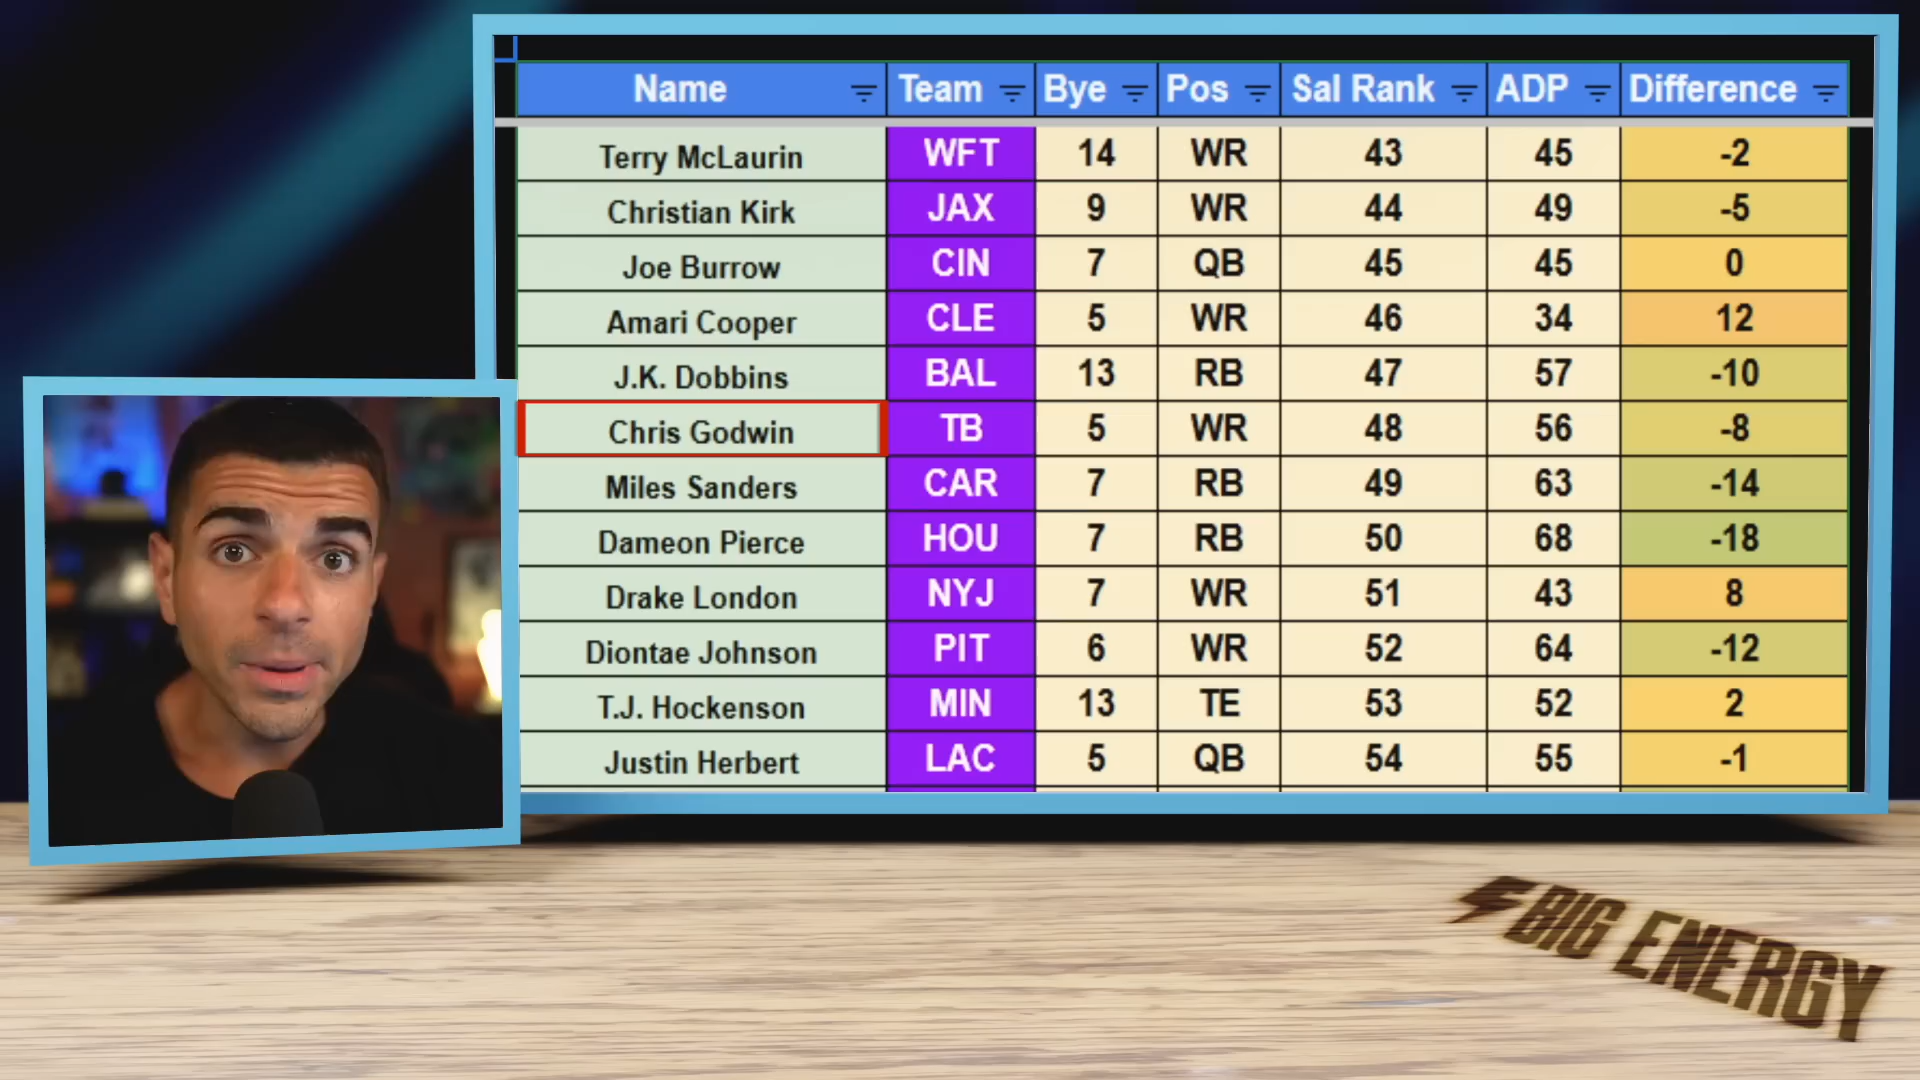 Name Team Bye Pos Sal Rank ADP Difference
Terry McLaurin WFT 14 WR 43 45 -2
Christian Kirk JAX 9 WR 44 49 -5
Joe Burrow CIN 7 QB 45 45 0
Amari Cooper CLE 5 WR 46 34 12
J.K. Dobbins BAL 13 RB 47 57 -10
Chris Godwin TB 5 WR 48 56 -8
Miles Sanders CAR 7 RB 49 63 -14
Dameon Pierce HOU 7 RB 50 68 -18
Drake London NYJ 7 WR 51 43 8
Diontae Johnson PIT 6 WR 52 64 -12
T.J. Hockenson MIN 13 TE 53 52 2
Justin Herbert LAC 5 QB 54 55 -1
BIG ENERGY